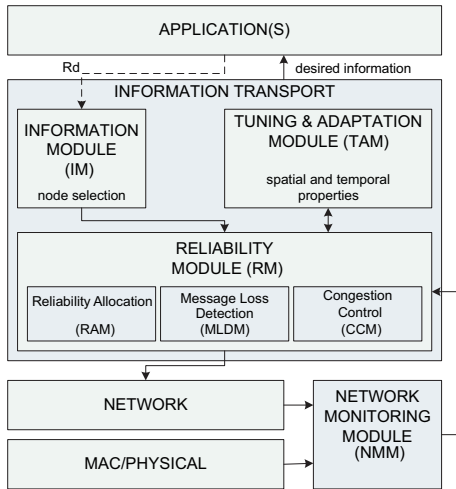 APPLICATION(S)
Rd
desired information
INFORMATION TRANSPORT
INFORMATION
MODULE
(IM)
node selection
TUNING & ADAPTATION
MODULE (TAM)
spatial and temporal
properties
RELIABILITY
MODULE (RM)
Reliability Allocation
(RAM)
Message Loss
Detection
(MLDM)
Congestion
Control
(CCM)
NETWORK
MAC/PHYSICAL
NETWORK
MONITORING
MODULE
(NMM)